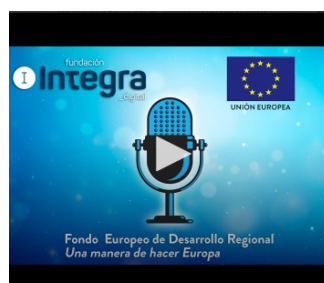 fundación
I Integra
_digital
UNIÓN EUROPEA
Fondo Europeo de Desarrollo Regional
Una manera de hacer Europa